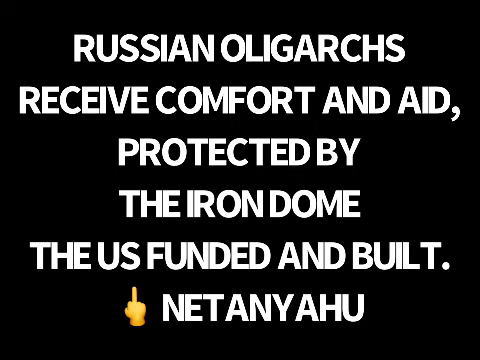 RUSSIAN OLIGARCHS
RECEIVE COMFORT AND AID,
PROTECTED BY
THE IRON DOME
THE US FUNDED AND BUILT.
🖕 NETANYAHU